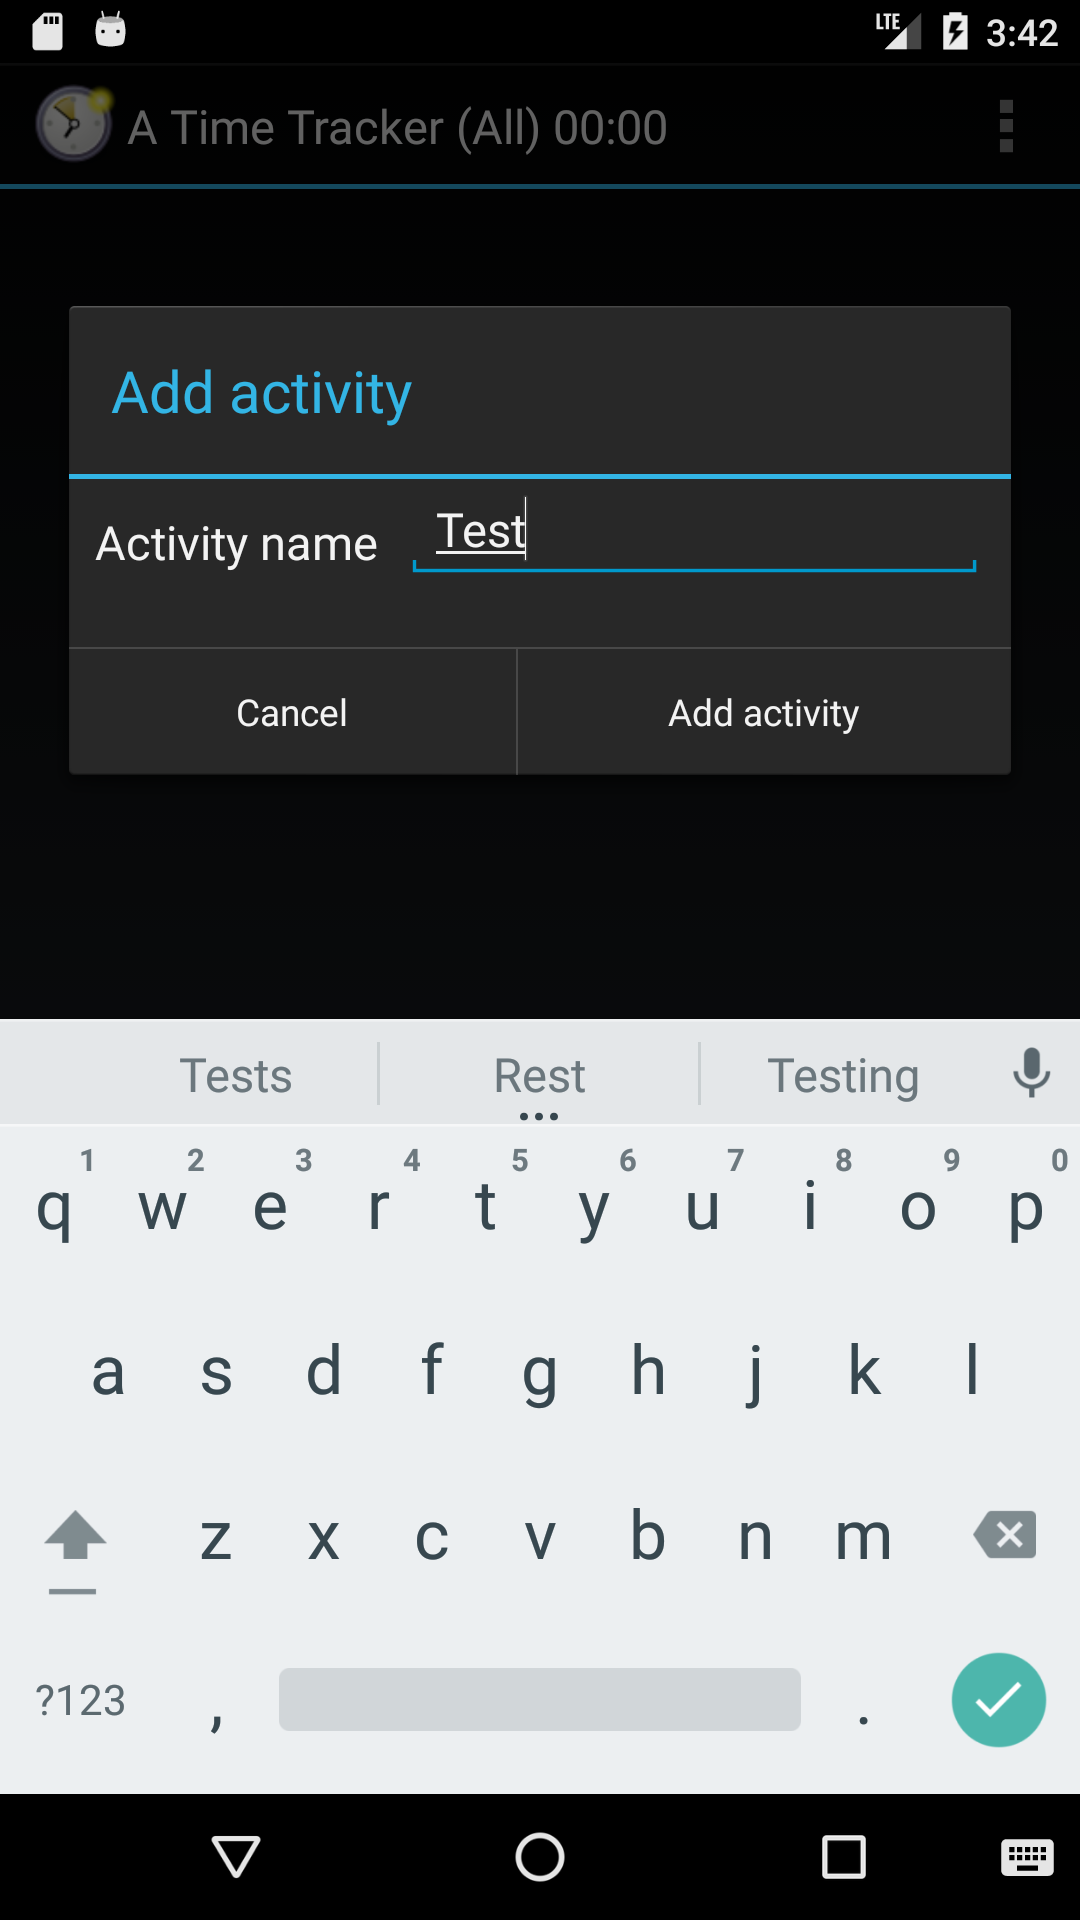 LTE 3:42
A Time Tracker (All) 00:00
Add activity
Activity name Test
Cancel Add activity
Tests Rest Testing
1 2 3 4 5 6 7 8 9 0
q w e r t y u i o p
a s d f g h j k l
z x c v b n m
?123 , .